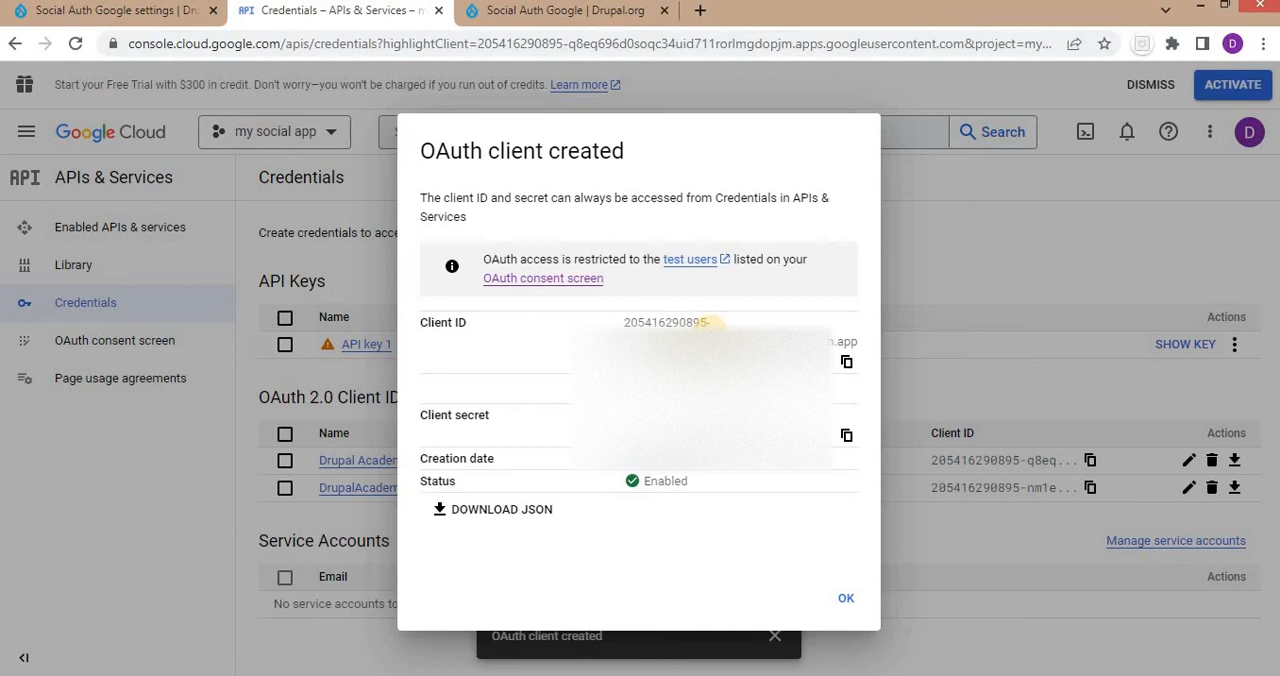 Social Auth Google settings | Dru
API Credentials – APIs & Services – m
Social Auth Google | Drupal.org
console.cloud.google.com/apis/credentials?highlightClient=205416290895-q8eq696d0soqc34uid711rorlmgdopjm.apps.googleusercontent.com&project=my...
D
Start your Free Trial with $300 in credit. Don't worry—you won't be charged if you run out of credits. Learn more
DISMISS
ACTIVATE
Google Cloud
my social app
Search
D
API APIs & Services
Enabled APIs & services
Library
Credentials
OAuth consent screen
Page usage agreements
Credentials
Create credentials to acce
API Keys
Name
Actions
API key 1
SHOW KEY
OAuth 2.0 Client ID
Name
Client ID
Actions
Drupal Academ
205416290895-q8eq...
DrupalAcadem
205416290895-nm1e...
Service Accounts
Manage service accounts
Email
Actions
No service accounts to
OAuth client created
The client ID and secret can always be accessed from Credentials in APIs &
Services
OAuth access is restricted to the test users listed on your
OAuth consent screen
Client ID
205416290895-
.app
Client secret
Creation date
Status
Enabled
DOWNLOAD JSON
OK
OAuth client created